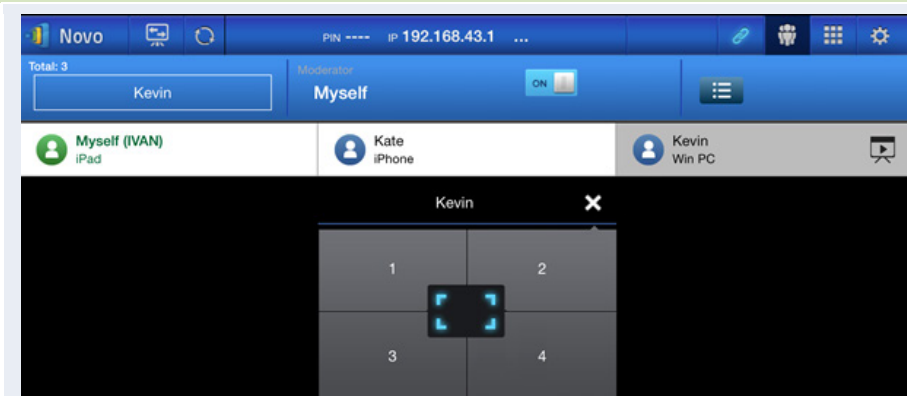 Novo PIN ---- IP 192.168.43.1 ...
Total: 3
Kevin
Moderator
Myself
ON
Myself (IVAN)
iPad
Kate
iPhone
Kevin
Win PC
Kevin
1 2
3 4